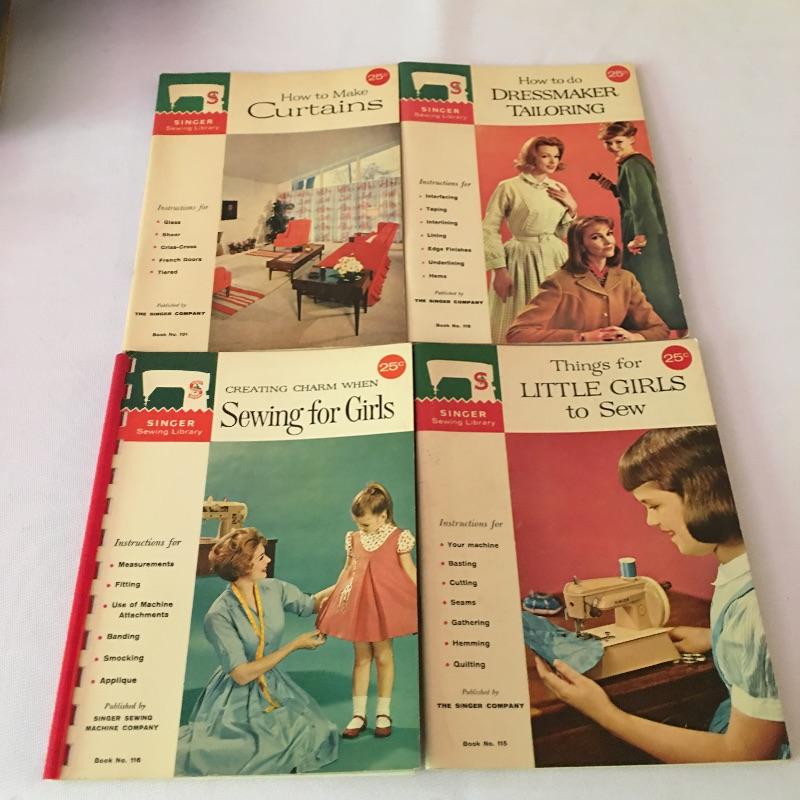 SINGER
Sewing Library
How to Make
Curtains
25¢
Instructions for
Glass
Sheer
Criss-Cross
French Doors
Tiered
Published by
THE SINGER COMPANY
Book No. 101
SINGER
Sewing Library
How to do
DRESSMAKER
TAILORING
25¢
Instructions for
Interfacing
Taping
Interlining
Lining
Edge Finishes
Underlining
Hems
Published by
THE SINGER COMPANY
Book No.
SINGER
Sewing Library
CREATING CHARM WHEN
Sewing for Girls
25¢
Instructions for
Measurements
Fitting
Use of Machine
Attachments
Banding
Smocking
Applique
Published by
SINGER SEWING
MACHINE COMPANY
Book No. 116
SINGER
Sewing Library
Things for
LITTLE GIRLS
to Sew
25¢
Instructions for
Your machine
Basting
Cutting
Seams
Gathering
Hemming
Quilting
Published by
THE SINGER COMPANY
Book No. 115